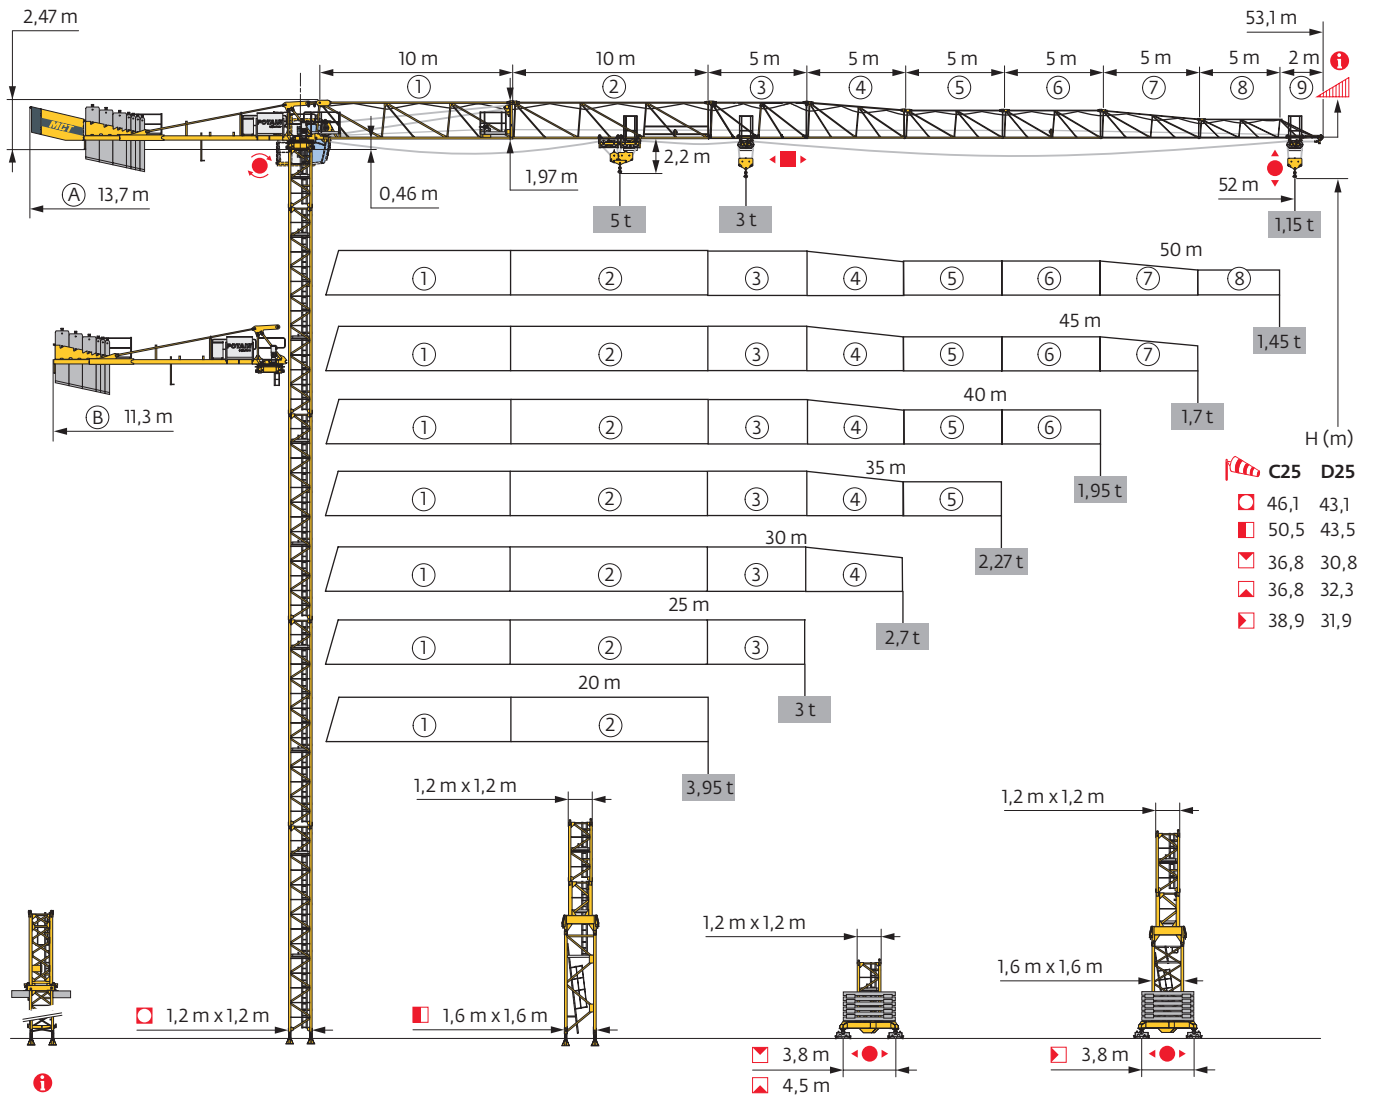 2,47 m
53,1 m
10 m 10 m 5 m 5 m 5 m 5 m 5 m 5 m 2 m
1 2 3 4 5 6 7 8 9
MCT
POTAIN
A 13,7 m
0,46 m
1,97 m
2,2 m
52 m
5 t
3 t
1,15 t
50 m
1 2 3 4 5 6 7 8
1,45 t
45 m
1 2 3 4 5 6 7
1,7 t
POTAIN
B 11,3 m
40 m
1 2 3 4 5 6
1,95 t
H (m)
C25 D25
46,1 43,1
50,5 43,5
36,8 30,8
36,8 32,3
38,9 31,9
35 m
1 2 3 4 5
2,27 t
30 m
1 2 3 4
2,7 t
25 m
1 2 3
3 t
20 m
1 2
3,95 t
1,2 m x 1,2 m
1,2 m x 1,2 m
1,2 m x 1,2 m
1,6 m x 1,6 m
1,2 m x 1,2 m
1,6 m x 1,6 m
3,8 m
4,5 m
3,8 m